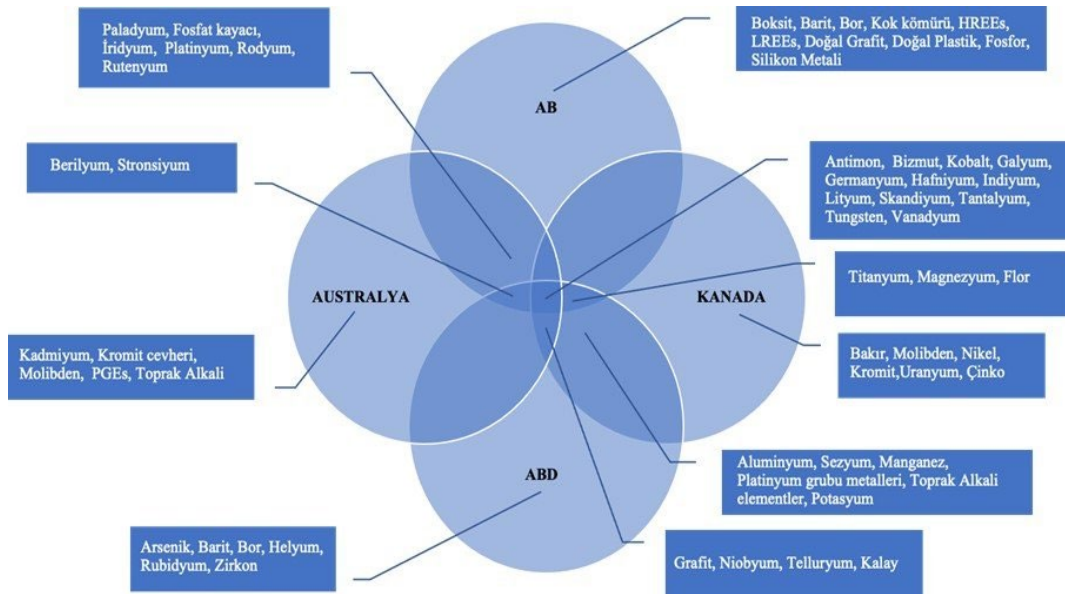 Paladyum, Fosfat kayacı,
İridyum, Platinyum, Rodyum,
Rutenyum
Boksit, Barit, Bor, Kok kömürü, HREEs,
LREEs, Doğal Grafit, Doğal Plastik, Fosfor,
Silikon Metali
AB
Berilyum, Stronsiyum
Antimon, Bizmut, Kobalt, Galyum,
Germanyum, Hafniyum, Indiyum,
Lityum, Skandiyum, Tantalyum,
Tungsten, Vanadyum
AUSTRALYA
KANADA
Titanyum, Magnezyum, Flor
Kadmiyum, Kromit cevheri,
Molibden, PGEs, Toprak Alkali
Bakır, Molibden, Nikel,
Kromit,Uranyum, Çinko
ABD
Aluminyum, Sezyum, Manganez,
Platinyum grubu metalleri, Toprak Alkali
elementler, Potasyum
Arsenik, Barit, Bor, Helyum,
Rubidyum, Zirkon
Grafit, Niobyum, Telluryum, Kalay